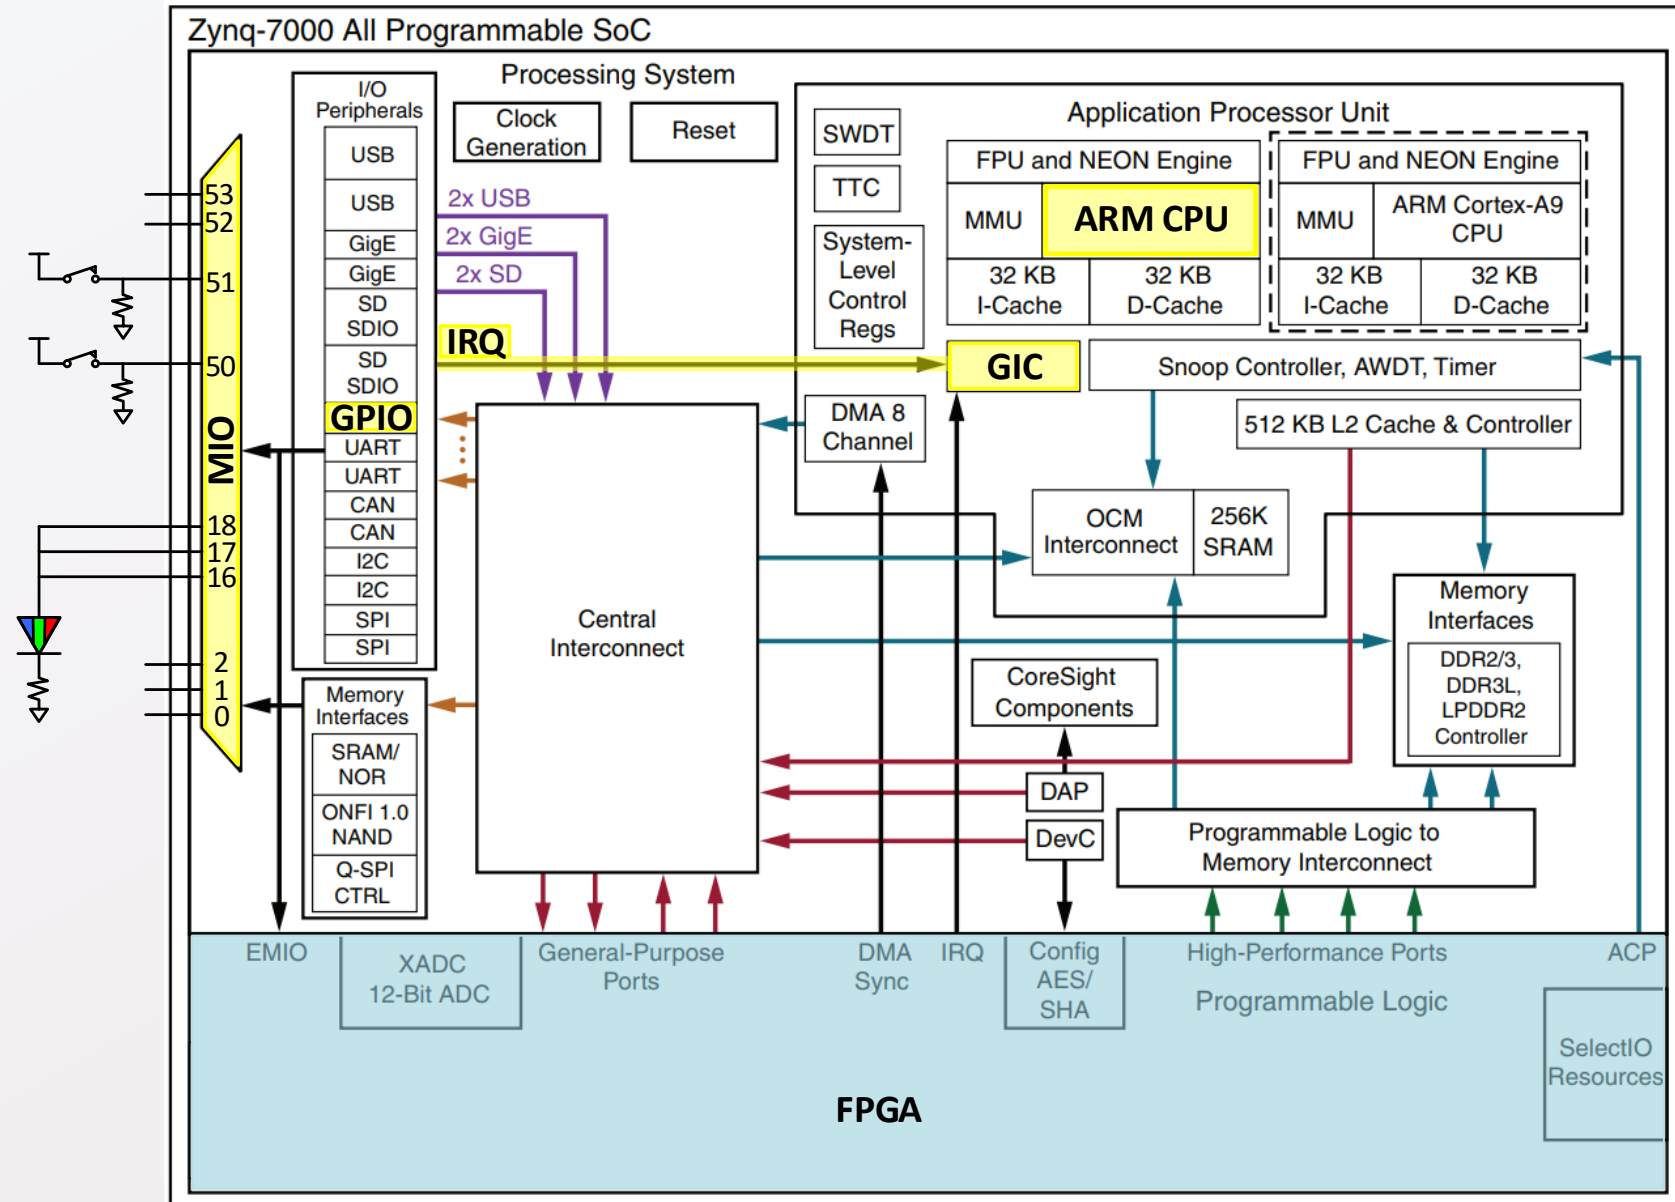 Zynq-7000 All Programmable SoC
Processing System
I/O
Peripherals
USB
USB
GigE
GigE
SD
SDIO
SD
SDIO
GPIO
UART
UART
CAN
CAN
I2C
I2C
SPI
SPI
Clock
Generation
Reset
2x USB
2x GigE
2x SD
IRQ
MIO
53
52
51
50
18
17
16
2
1
0
Memory
Interfaces
SRAM/
NOR
ONFI 1.0
NAND
Q-SPI
CTRL
Central
Interconnect
Application Processor Unit
SWDT
TTC
System-
Level
Control
Regs
FPU and NEON Engine
MMU
ARM CPU
32 KB
I-Cache
32 KB
D-Cache
FPU and NEON Engine
MMU
ARM Cortex-A9
CPU
32 KB
I-Cache
32 KB
D-Cache
GIC
Snoop Controller, AWDT, Timer
DMA 8
Channel
512 KB L2 Cache & Controller
OCM
Interconnect
256K
SRAM
Memory
Interfaces
DDR2/3,
DDR3L,
LPDDR2
Controller
CoreSight
Components
DAP
DevC
Programmable Logic to
Memory Interconnect
EMIO
XADC
12-Bit ADC
General-Purpose
Ports
DMA
Sync
IRQ
Config
AES/
SHA
High-Performance Ports
ACP
Programmable Logic
SelectIO
Resources
FPGA